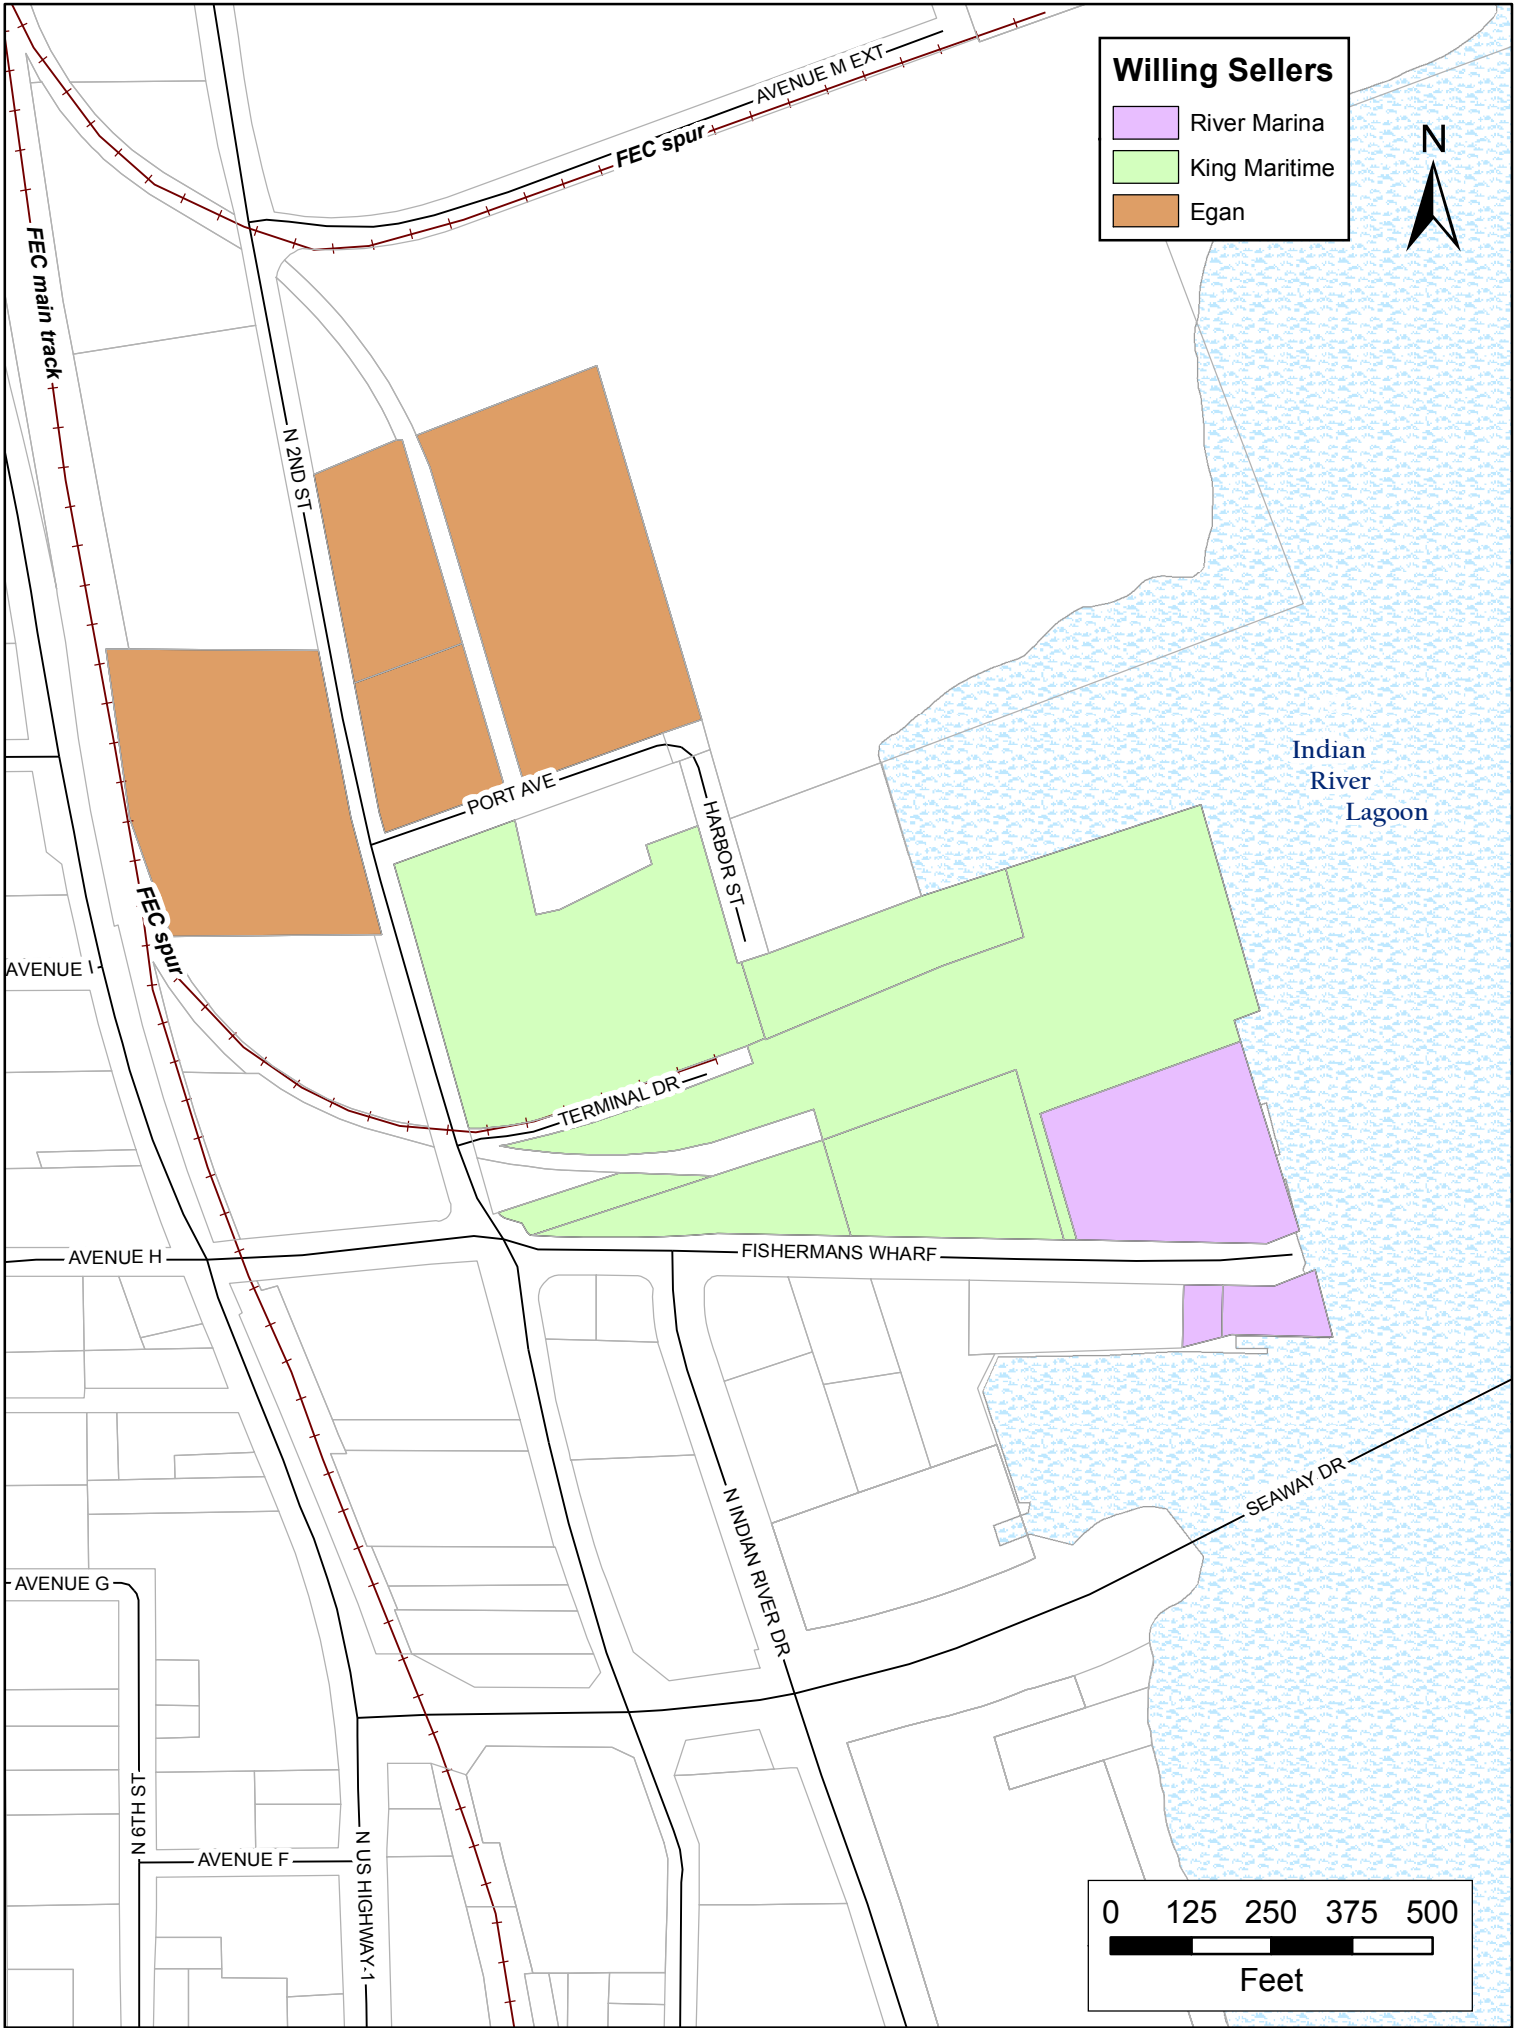 Willing Sellers
River Marina
King Maritime
Egan
N
AVENUE M EXT
FEC spur
FEC main track
N 2ND ST
PORT AVE
HARBOR ST
Indian
River
Lagoon
FEC spur
AVENUE I
TERMINAL DR
AVENUE H
FISHERMANS WHARF
SEAWAY DR
N INDIAN RIVER DR
AVENUE G
N 6TH ST
AVENUE F
N US HIGHWAY-1
0 125 250 375 500
Feet